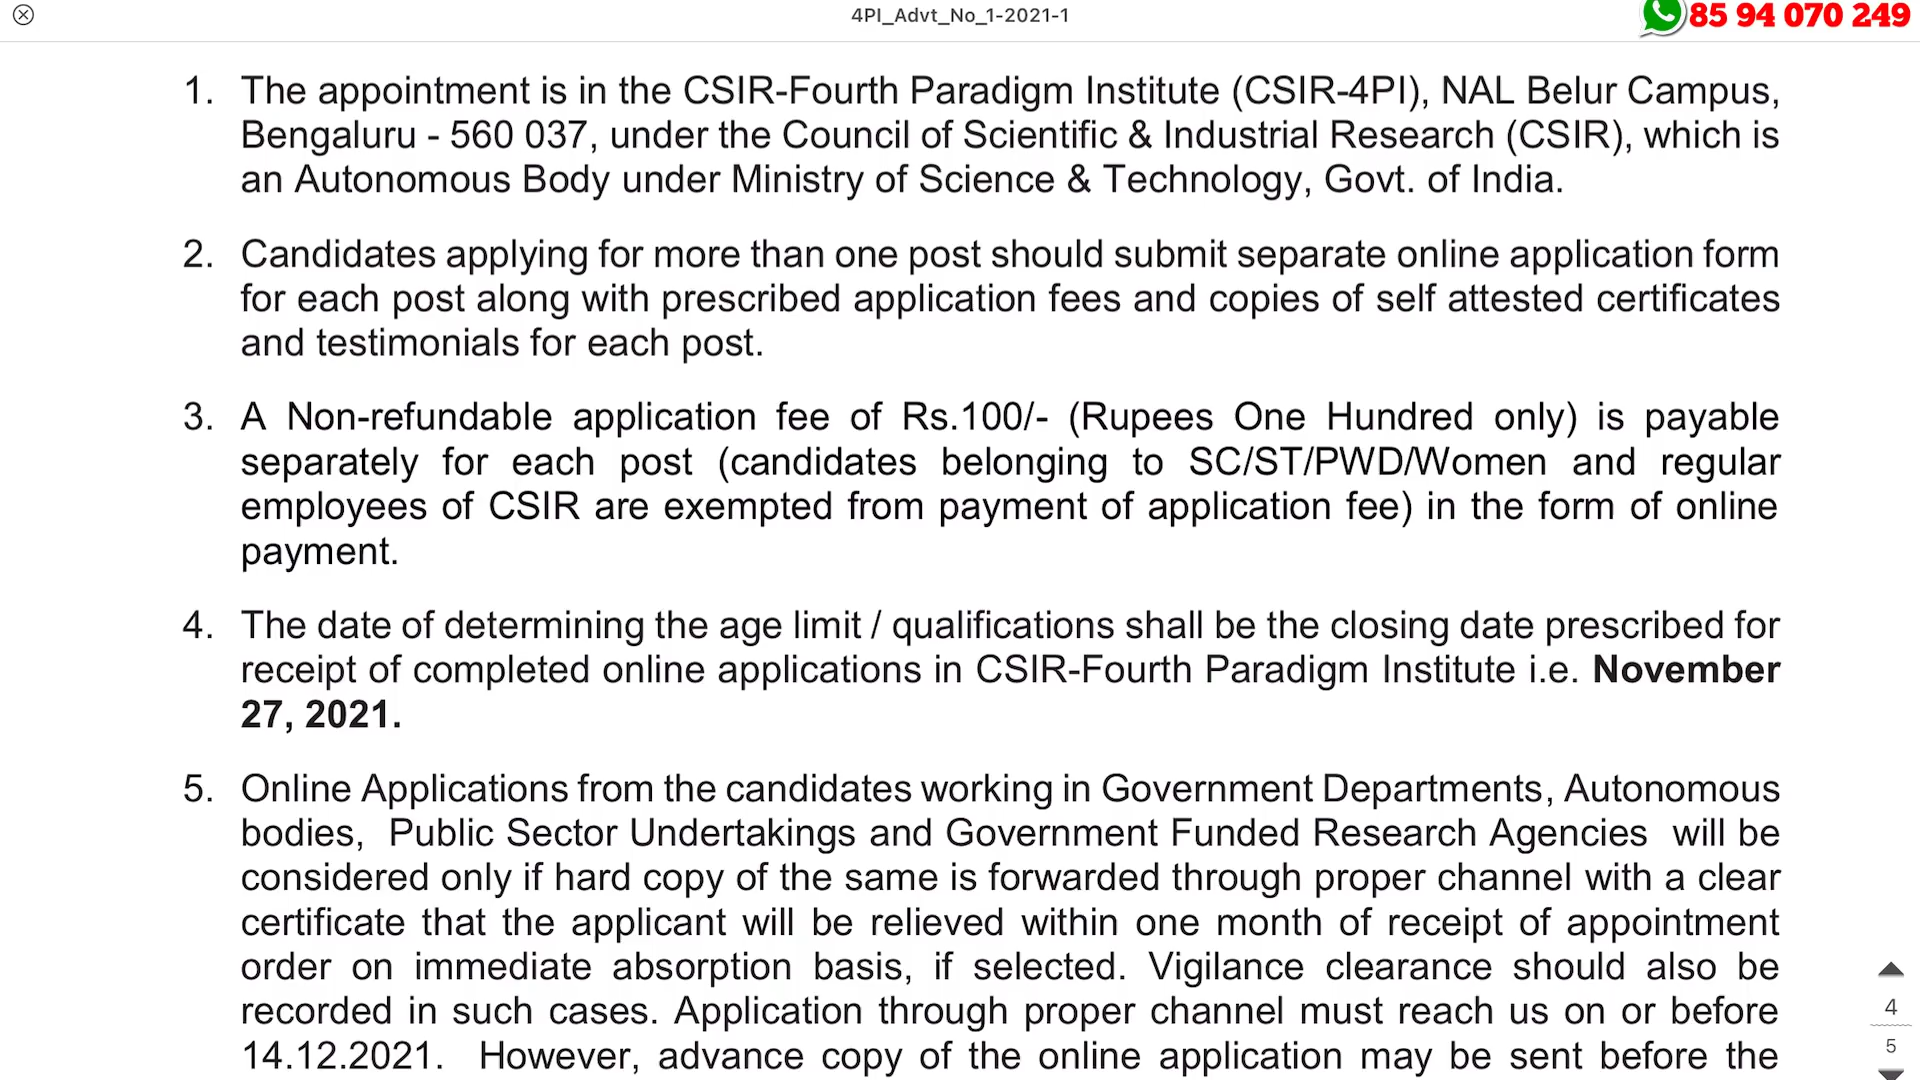 4PI_Advt_No_1-2021-1
85 94 070 249
1. The appointment is in the CSIR-Fourth Paradigm Institute (CSIR-4PI), NAL Belur Campus,
Bengaluru - 560 037, under the Council of Scientific & Industrial Research (CSIR), which is
an Autonomous Body under Ministry of Science & Technology, Govt. of India.
2. Candidates applying for more than one post should submit separate online application form
for each post along with prescribed application fees and copies of self attested certificates
and testimonials for each post.
3. A Non-refundable application fee of Rs.100/- (Rupees One Hundred only) is payable
separately for each post (candidates belonging to SC/ST/PWD/Women and regular
employees of CSIR are exempted from payment of application fee) in the form of online
payment.
4. The date of determining the age limit / qualifications shall be the closing date prescribed for
receipt of completed online applications in CSIR-Fourth Paradigm Institute i.e. November
27, 2021.
5. Online Applications from the candidates working in Government Departments, Autonomous
bodies, Public Sector Undertakings and Government Funded Research Agencies will be
considered only if hard copy of the same is forwarded through proper channel with a clear
certificate that the applicant will be relieved within one month of receipt of appointment
order on immediate absorption basis, if selected. Vigilance clearance should also be
recorded in such cases. Application through proper channel must reach us on or before
14.12.2021. However, advance copy of the online application may be sent before the
4
5